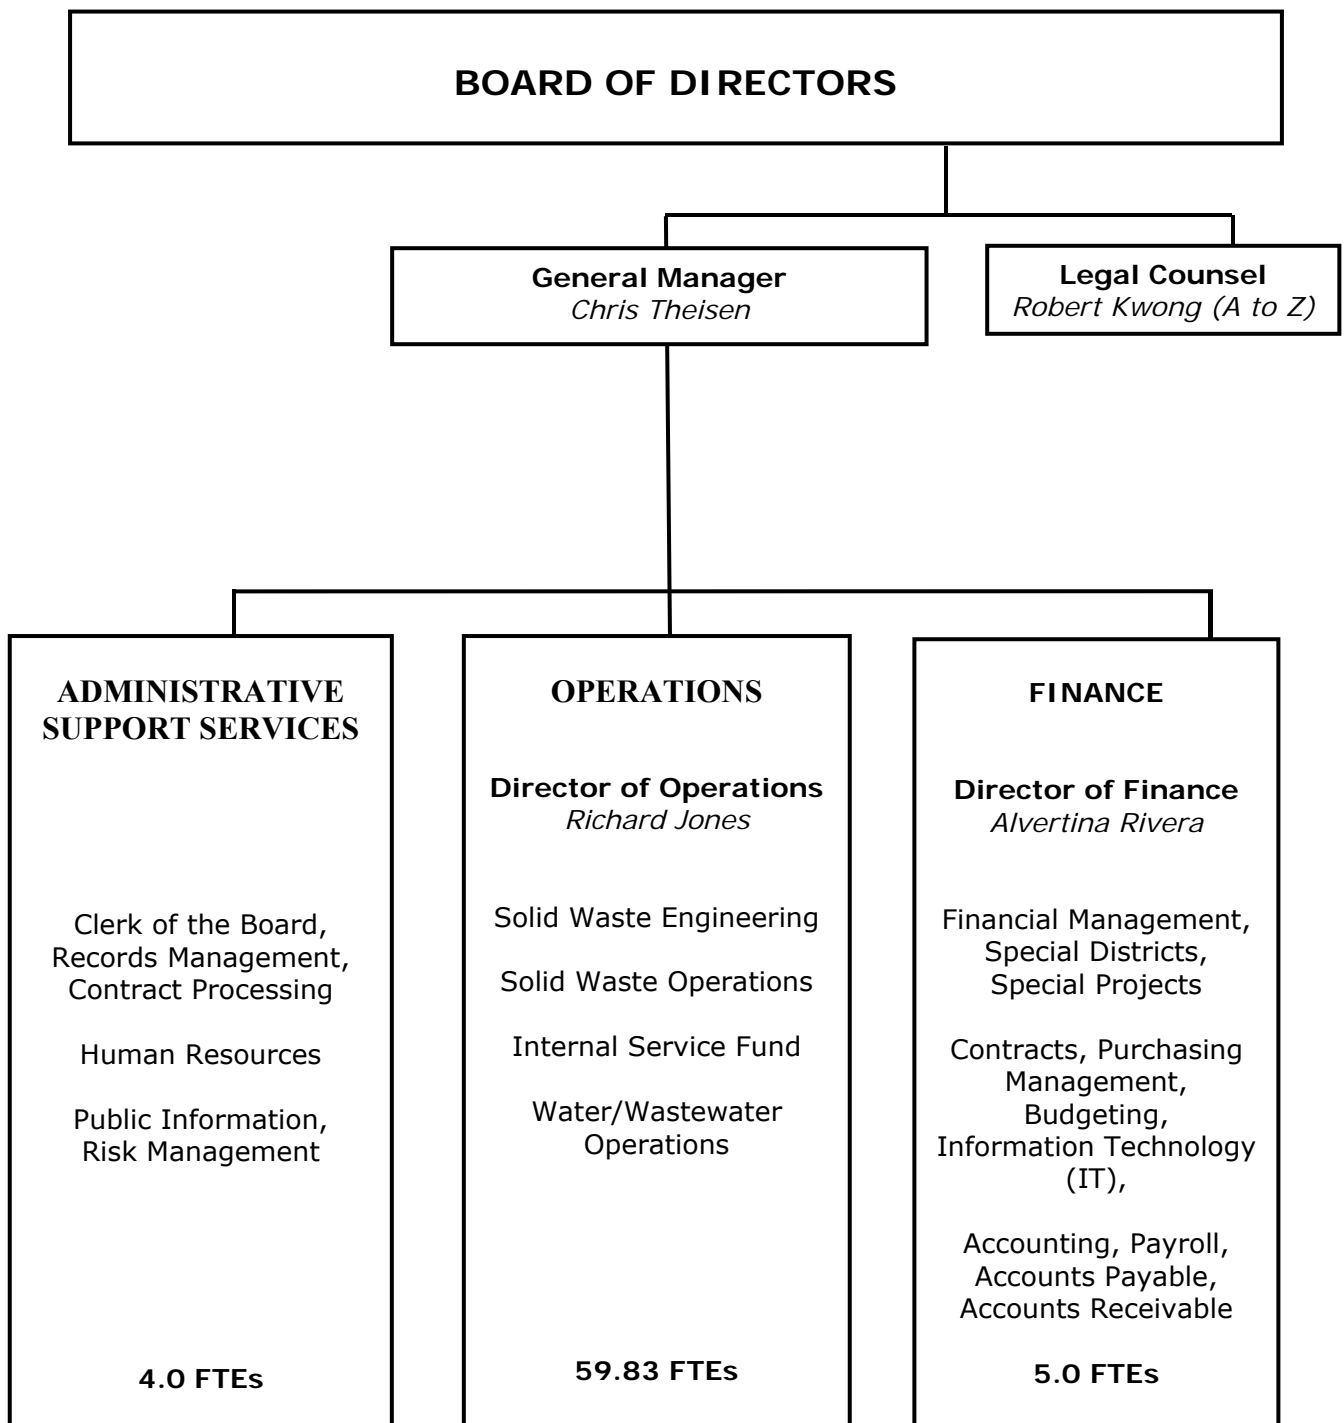 BOARD OF DIRECTORS
General Manager
Chris Theisen
Legal Counsel
Robert Kwong (A to Z)
ADMINISTRATIVE
SUPPORT SERVICES
Clerk of the Board,
Records Management,
Contract Processing
Human Resources
Public Information,
Risk Management
4.0 FTEs
OPERATIONS
Director of Operations
Richard Jones
Solid Waste Engineering
Solid Waste Operations
Internal Service Fund
Water/Wastewater
Operations
59.83 FTEs
FINANCE
Director of Finance
Alvertina Rivera
Financial Management,
Special Districts,
Special Projects
Contracts, Purchasing
Management,
Budgeting,
Information Technology
(IT),
Accounting, Payroll,
Accounts Payable,
Accounts Receivable
5.0 FTEs